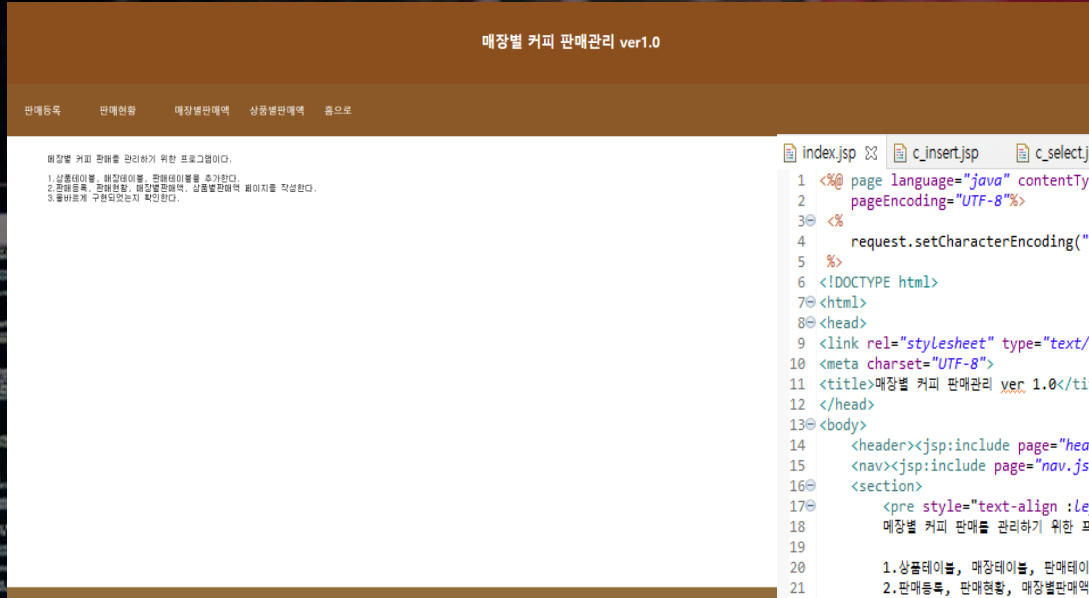 매장별 커피 판매관리 ver1.0
판매등록 판매현황 매장별판매액 상품별판매액 홈으로
메장별 커피 판매를 관리하기 위한 프로그램이다.
1.상품테이블, 매장테이블, 판매테이블을 추가한다.
2.판매등록, 판매현황, 매장별판매액, 상품별판매액 페이지를 작성한다.
3.올바르게 구현되었는지 확인한다.
index.jsp c_insert.jsp c_select.j
1 <%@ page language="java" contentTy
2 pageEncoding="UTF-8"%>
3 <%
4 request.setCharacterEncoding("
5 %>
6 <!DOCTYPE html>
7 <html>
8 <head>
9 <link rel="stylesheet" type="text/
10 <meta charset="UTF-8">
11 <title>매장별 커피 판매관리 ver 1.0</ti
12 </head>
13 <body>
14 <header><jsp:include page="hea
15 <nav><jsp:include page="nav.js
16 <section>
17 <pre style="text-align :le
18 메장별 커피 판매를 관리하기 위한 프
19
20 1.상품테이블, 매장테이블, 판매테이
21 2.판매등록, 판매현황, 매장별판매액